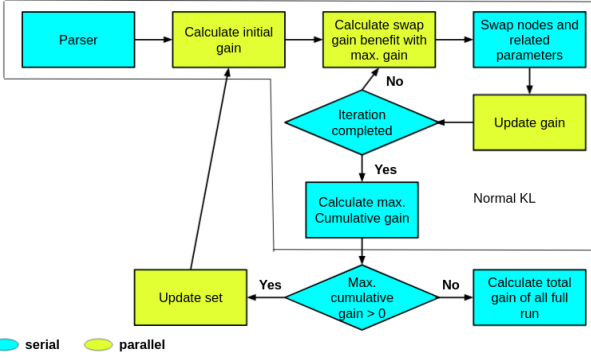 Parser
Calculate initial
gain
Calculate swap
gain benefit with
max. gain
Swap nodes and
related
parameters
No
Iteration
completed
Update gain
Yes
Calculate max.
Cumulative gain
Normal KL
Update set
Yes
Max.
cumulative
gain > 0
No
Calculate total
gain of all full
run
serial
parallel